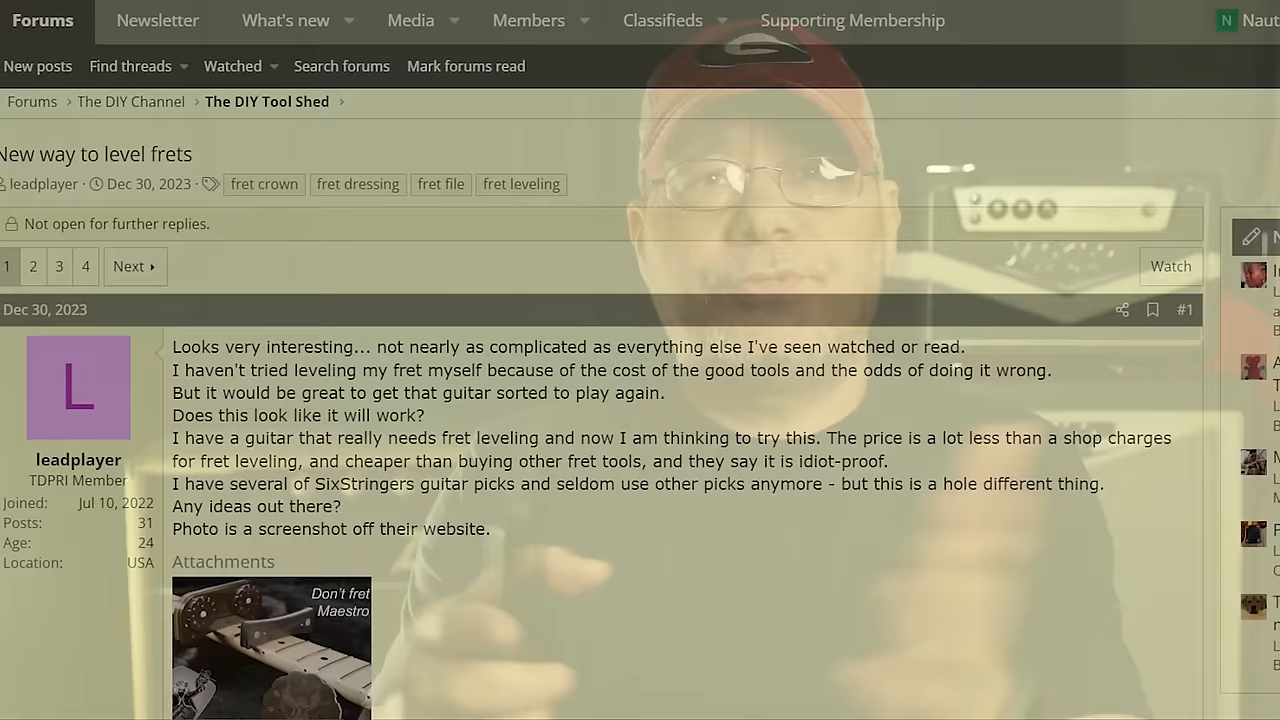 Forums Newsletter What's new Media Members Classifieds Supporting Membership N Naut
New posts Find threads Watched Search forums Mark forums read
Forums › The DIY Channel › The DIY Tool Shed ›
New way to level frets
leadplayer · Dec 30, 2023 · fret crown fret dressing fret file fret leveling
Not open for further replies.
1 2 3 4 Next Watch
Dec 30, 2023 #1
L
leadplayer
TDPRI Member
Joined: Jul 10, 2022
Posts: 31
Age: 24
Location: USA
Looks very interesting... not nearly as complicated as everything else I've seen watched or read.
I haven't tried leveling my fret myself because of the cost of the good tools and the odds of doing it wrong.
But it would be great to get that guitar sorted to play again.
Does this look like it will work?
I have a guitar that really needs fret leveling and now I am thinking to try this. The price is a lot less than a shop charges
for fret leveling, and cheaper than buying other fret tools, and they say it is idiot-proof.
I have several of SixStringers guitar picks and seldom use other picks anymore - but this is a hole different thing.
Any ideas out there?
Photo is a screenshot off their website.
Attachments
Don't fret
Maestro